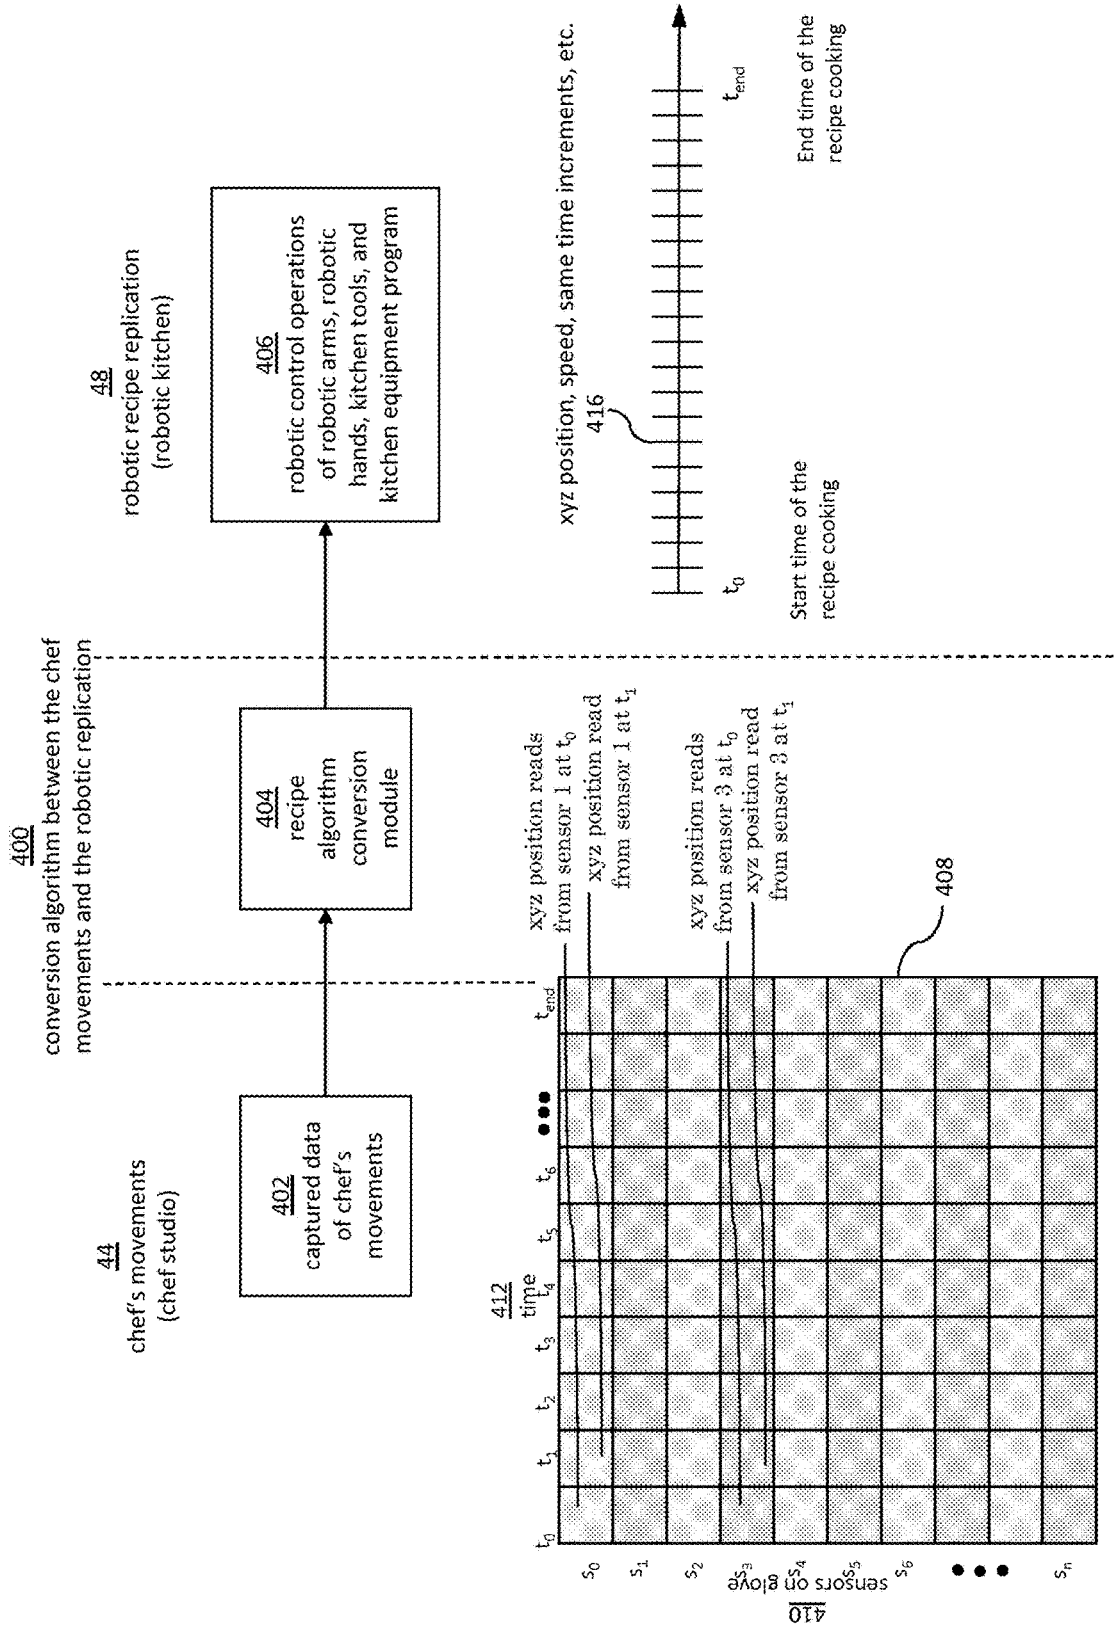 400
conversion algorithm between the chef
movements and the robotic replication
44
chef's movements
(chef studio)
48
robotic recipe replication
(robotic kitchen)
402
captured data
of chef's
movements
404
recipe
algorithm
conversion
module
406
robotic control operations
of robotic arms, robotic
hands, kitchen tools, and
kitchen equipment program
412
time
t0 t1 t2 t3 t4 t5 t6 ●●● tend
410
sensors on glove
s0
s1
s2
s3
s4
s5
s6
●●●
sn
xyz position reads
from sensor 1 at t0
xyz position read
from sensor 1 at t1
xyz position reads
from sensor 3 at t0
xyz position read
from sensor 3 at t1
408
xyz position, speed, same time increments, etc.
416
t0
tend
Start time of the
recipe cooking
End time of the
recipe cooking